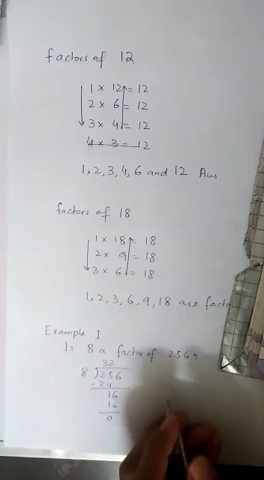 factors of 12
1 × 12 = 12
2 × 6 = 12
3 × 4 = 12
4 × 3 = 12
1, 2, 3, 4, 6 and 12 Ans
factors of 18
1 × 18 = 18
2 × 9 = 18
3 × 6 = 18
1, 2, 3, 6, 9, 18 are fact
Example 1
Is 8 a factor of 256?
32
8 ) 256
- 24
16
16
0